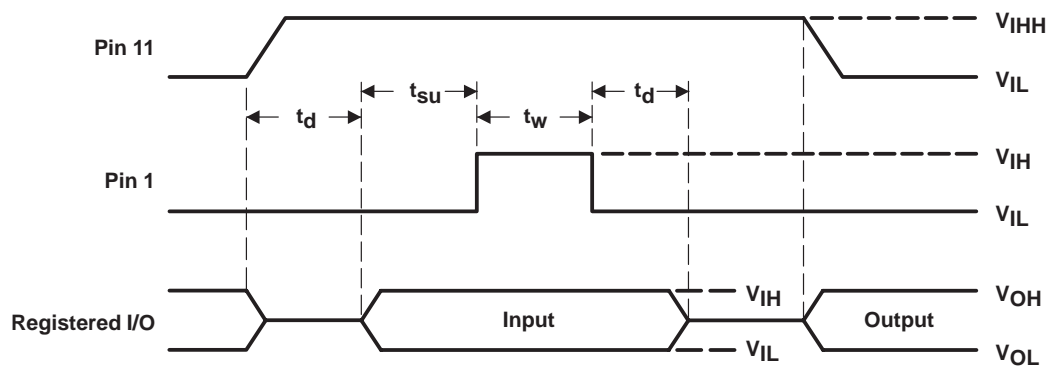 Pin 11
VIHH
VIL
tsu
td
td
tw
Pin 1
VIH
VIL
Registered I/O
Input
VIH
VIL
Output
VOH
VOL